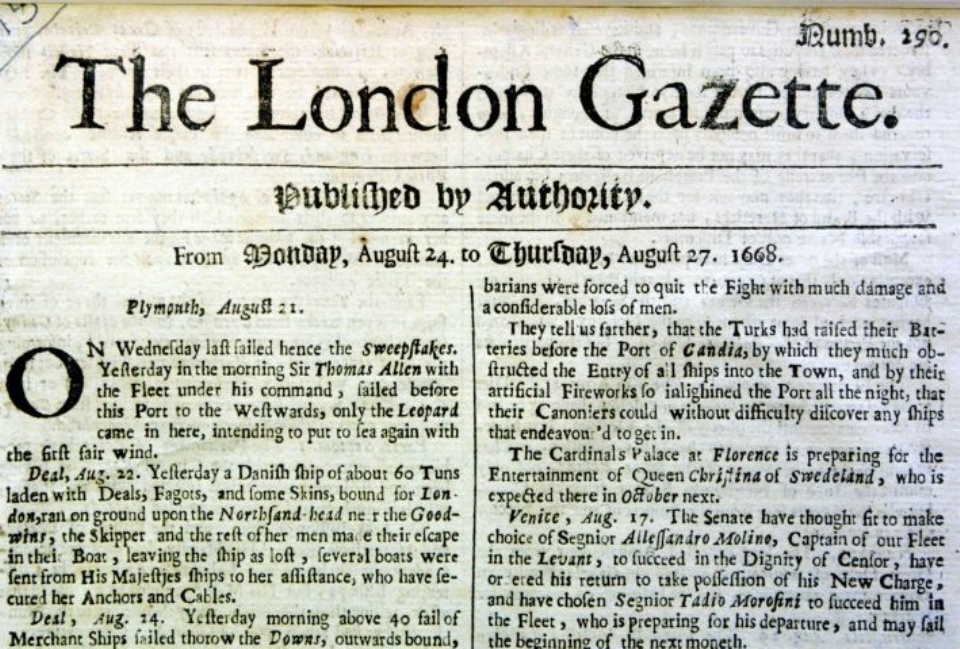 Numb. 290.
The London Gazette.
Publiſhed by Authority.
From Monday, Auguſt 24. to Thurſday, Auguſt 27. 1668.
Plymouth, Auguſt 21.
ON Wedneſday laſt ſailed hence the Sweepſtakes.
Yeſterday in the morning Sir Thomas Allen with
the Fleet under his command, ſailed before
this Port to the Weſtwards, only the Leopard
came in here, intending to put to ſea again with
the firſt fair wind.
Deal, Aug. 22. Yeſterday a Daniſh ſhip of about 60 Tuns
laden with Deals, Fagots, and ſome Skins, bound for Lon-
don, ran on ground upon the Northſand-head ne r the Good-
wins, the Skipper and the reſt of her men ma e their eſcape
in their Boat, leaving the ſhip as loſt, ſeveral boats were
ſent from His Majeſties ſhips to her aſſiſtance, who have ſe-
cured her Anchors and Cables.
Deal, Aug. 24. Yeſterday morning above 40 ſail of
Merchant Ships ſailed thorow the Downs, outwards bound,
barians were forced to quit the Fight with much damage and
a conſiderable loſs of men.
They tell us farther, that the Turks had raiſed their Bat-
teries before the Port of Candia, by which they much ob-
ſtructed the Entry of all ſhips into the Town, and by their
artificial Fireworks ſo inlighined the Port all the night, that
their Canoniers could without difficulty diſcover any ſhips
that endeavour'd to get in.
The Cardinals Palace at Florence is preparing for the
Entertainment of Queen Chriſtina of Swedeland, who is
expected there in October next.
Venice, Aug. 17. The Senate have thought fit to make
choice of Segnior Alleſſandro Molino, Captain of our Fleet
in the Levant, to ſucceed in the Dignity of Cenſor, have
or ered his return to take poſſeſſion of his New Charge,
and have choſen Segnior Tadio Moroſini to ſucceed him in
the Fleet, who is preparing for his departure, and may ſail
the beginning of the next moneth.